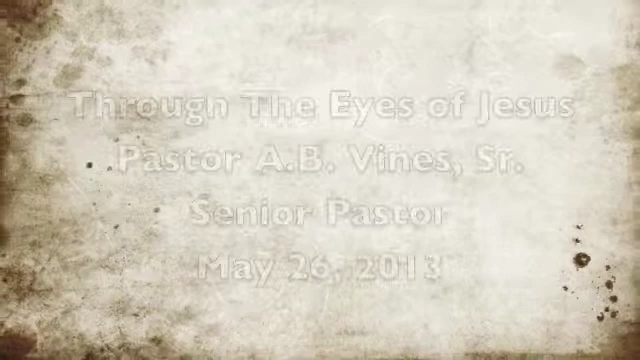 Through The Eyes of Jesus
Pastor A.B. Vines, Sr.
Senior Pastor
May 26, 2013